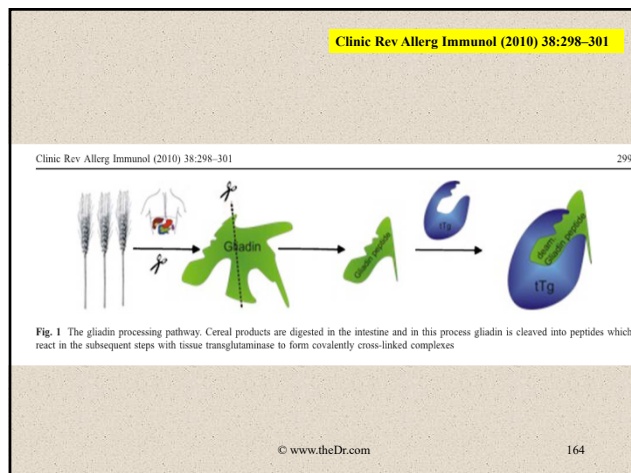 Clinic Rev Allerg Immunol (2010) 38:298–301
Clinic Rev Allerg Immunol (2010) 38:298–301 299
Gliadin
Gliadin peptide
tTg
deam.
Gliadin peptide
tTg
Fig. 1 The gliadin processing pathway. Cereal products are digested in the intestine and in this process gliadin is cleaved into peptides which
react in the subsequent steps with tissue transglutaminase to form covalently cross-linked complexes
© www.theDr.com 164